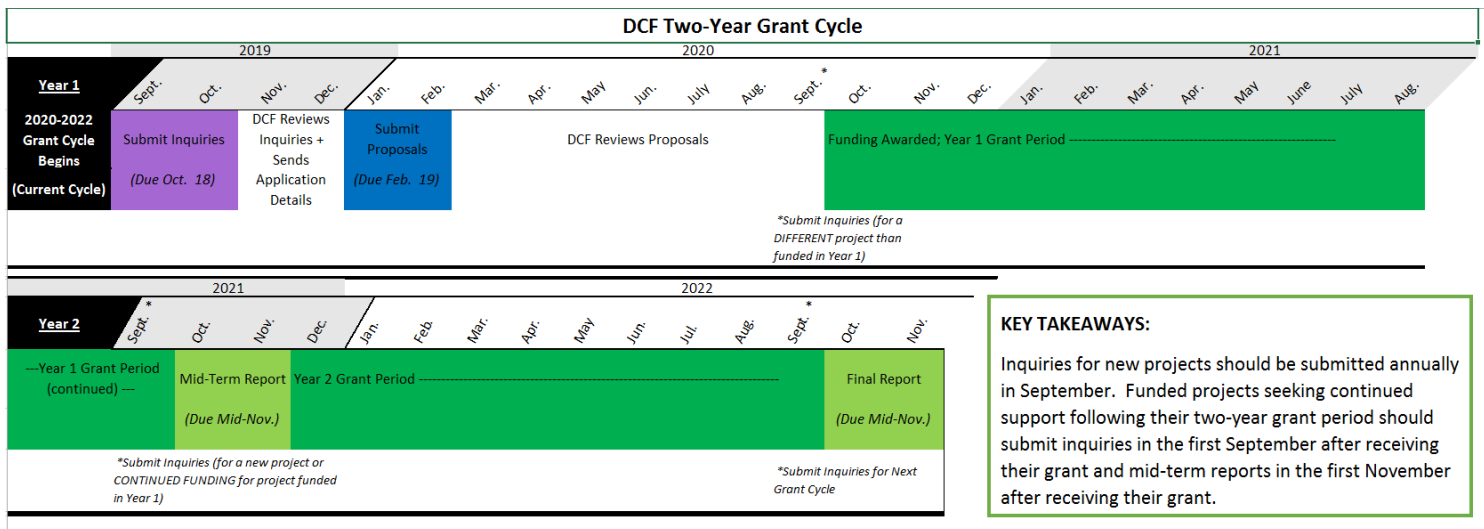 DCF Two-Year Grant Cycle
2019 2020 2021
Year 1 Sept. Oct. Nov. Dec. Jan. Feb. Mar. Apr. May Jun. July Aug. Sept. * Oct. Nov. Dec. Jan. Feb. Mar. Apr. May June July Aug.
2020-2022
Grant Cycle
Begins
(Current Cycle)
Submit Inquiries
(Due Oct. 18)
DCF Reviews
Inquiries +
Sends
Application
Details
Submit
Proposals
(Due Feb. 19)
DCF Reviews Proposals
Funding Awarded; Year 1 Grant Period ------------------------------------------------------------
*Submit Inquiries (for a
DIFFERENT project than
funded in Year 1)
2021 2022
Year 2 Sept. * Oct. Nov. Dec. Jan. Feb. Mar. Apr. May Jun. Jul. Aug. Sept. * Oct. Nov.
---Year 1 Grant Period
(continued) ---
Mid-Term Report
(Due Mid-Nov.)
Year 2 Grant Period ------------------------------------------------------------
Final Report
(Due Mid-Nov.)
*Submit Inquiries (for a new project or
CONTINUED FUNDING for project funded
in Year 1)
*Submit Inquiries for Next
Grant Cycle
KEY TAKEAWAYS:
Inquiries for new projects should be submitted annually
in September. Funded projects seeking continued
support following their two-year grant period should
submit inquiries in the first September after receiving
their grant and mid-term reports in the first November
after receiving their grant.